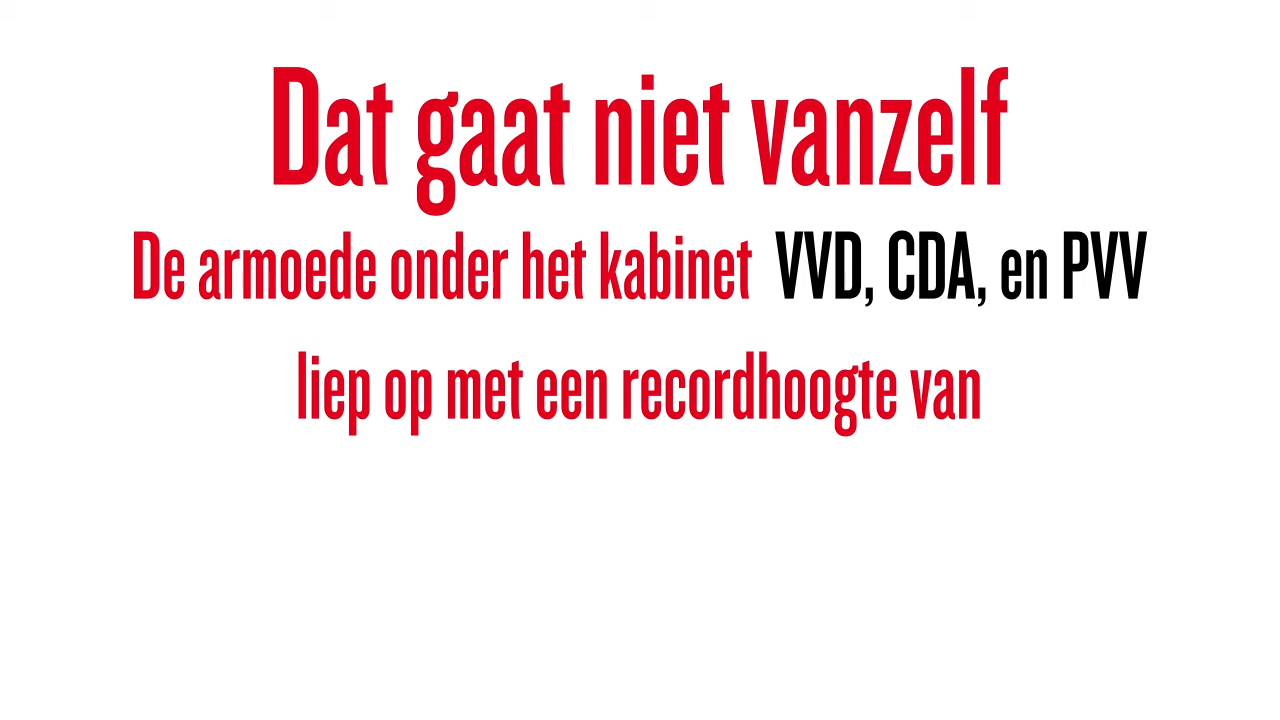 Dat gaat niet vanzelf
De armoede onder het kabinet VVD, CDA, en PVV
liep op met een recordhoogte van